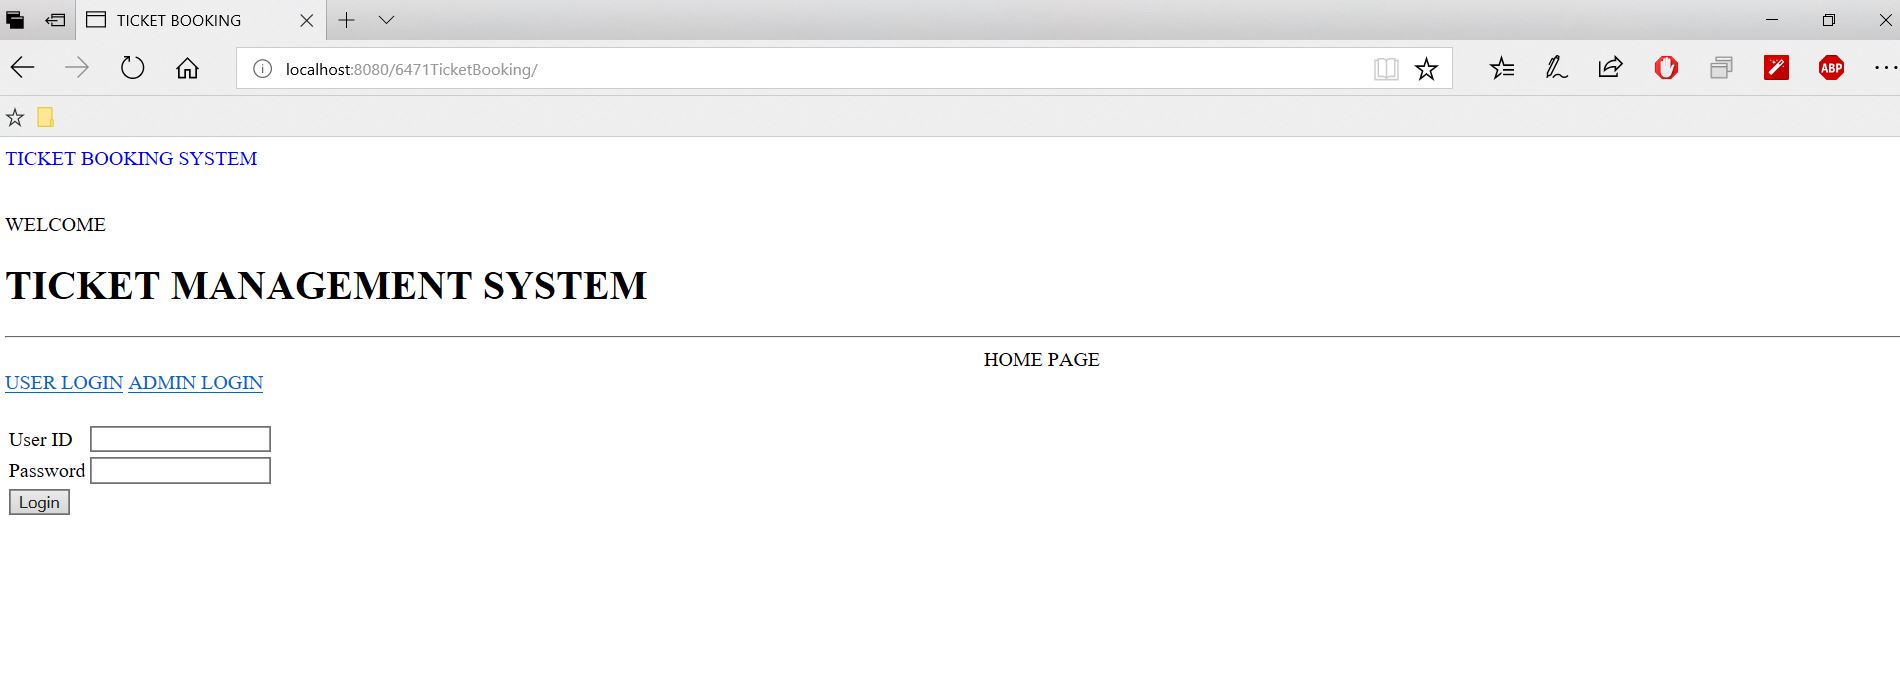 TICKET BOOKING
localhost:8080/6471TicketBooking/
ABP
TICKET BOOKING SYSTEM
WELCOME
TICKET MANAGEMENT SYSTEM
HOME PAGE
USER LOGIN ADMIN LOGIN
User ID
Password
Login